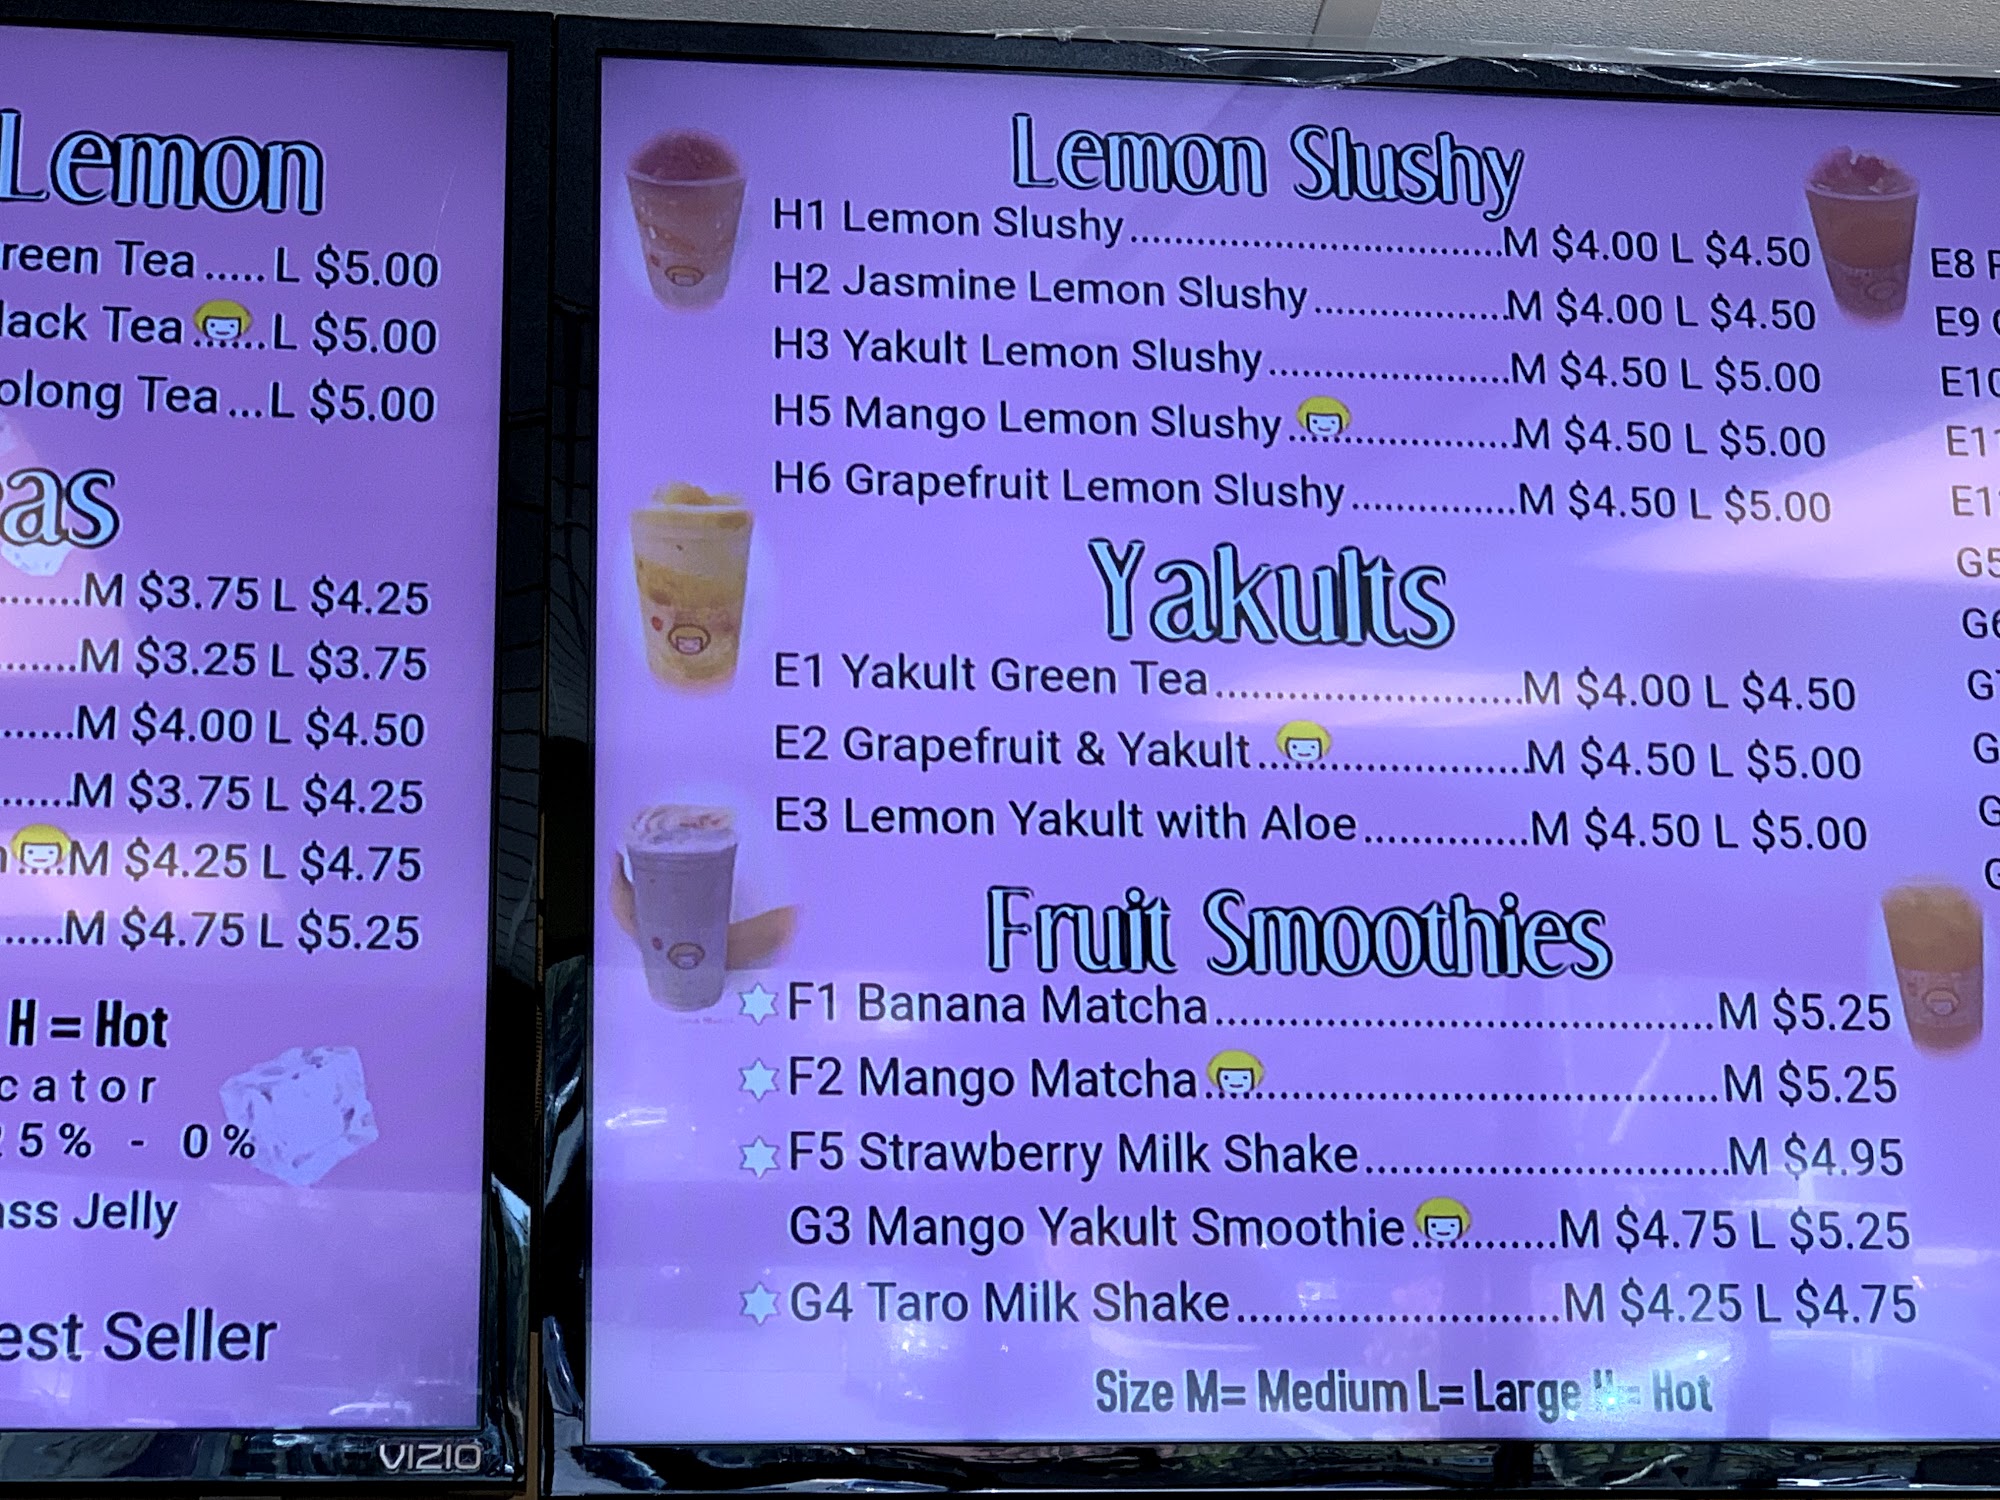 Lemon
reen Tea.....L $5.00
lack Tea.......L $5.00
olong Tea...L $5.00
as
.......M $3.75 L $4.25
.......M $3.25 L $3.75
......M $4.00 L $4.50
......M $3.75 L $4.25
....M $4.25 L $4.75
.....M $4.75 L $5.25
H = Hot
cator
5% - 0%
ss Jelly
est Seller
VIZIO
Lemon Slushy
H1 Lemon Slushy..................................M $4.00 L $4.50
H2 Jasmine Lemon Slushy..................M $4.00 L $4.50
H3 Yakult Lemon Slushy......................M $4.50 L $5.00
H5 Mango Lemon Slushy.....................M $4.50 L $5.00
H6 Grapefruit Lemon Slushy...............M $4.50 L $5.00
Yakults
E1 Yakult Green Tea............................M $4.00 L $4.50
E2 Grapefruit & Yakult.........................M $4.50 L $5.00
E3 Lemon Yakult with Aloe...............M $4.50 L $5.00
Fruit Smoothies
F1 Banana Matcha.............................................M $5.25
F2 Mango Matcha..............................................M $5.25
F5 Strawberry Milk Shake.................................M $4.95
G3 Mango Yakult Smoothie.............M $4.75 L $5.25
G4 Taro Milk Shake.............................M $4.25 L $4.75
Size M= Medium L= Large H= Hot
E8
E9
E10
E11
E1
G5
G6
G
G
G